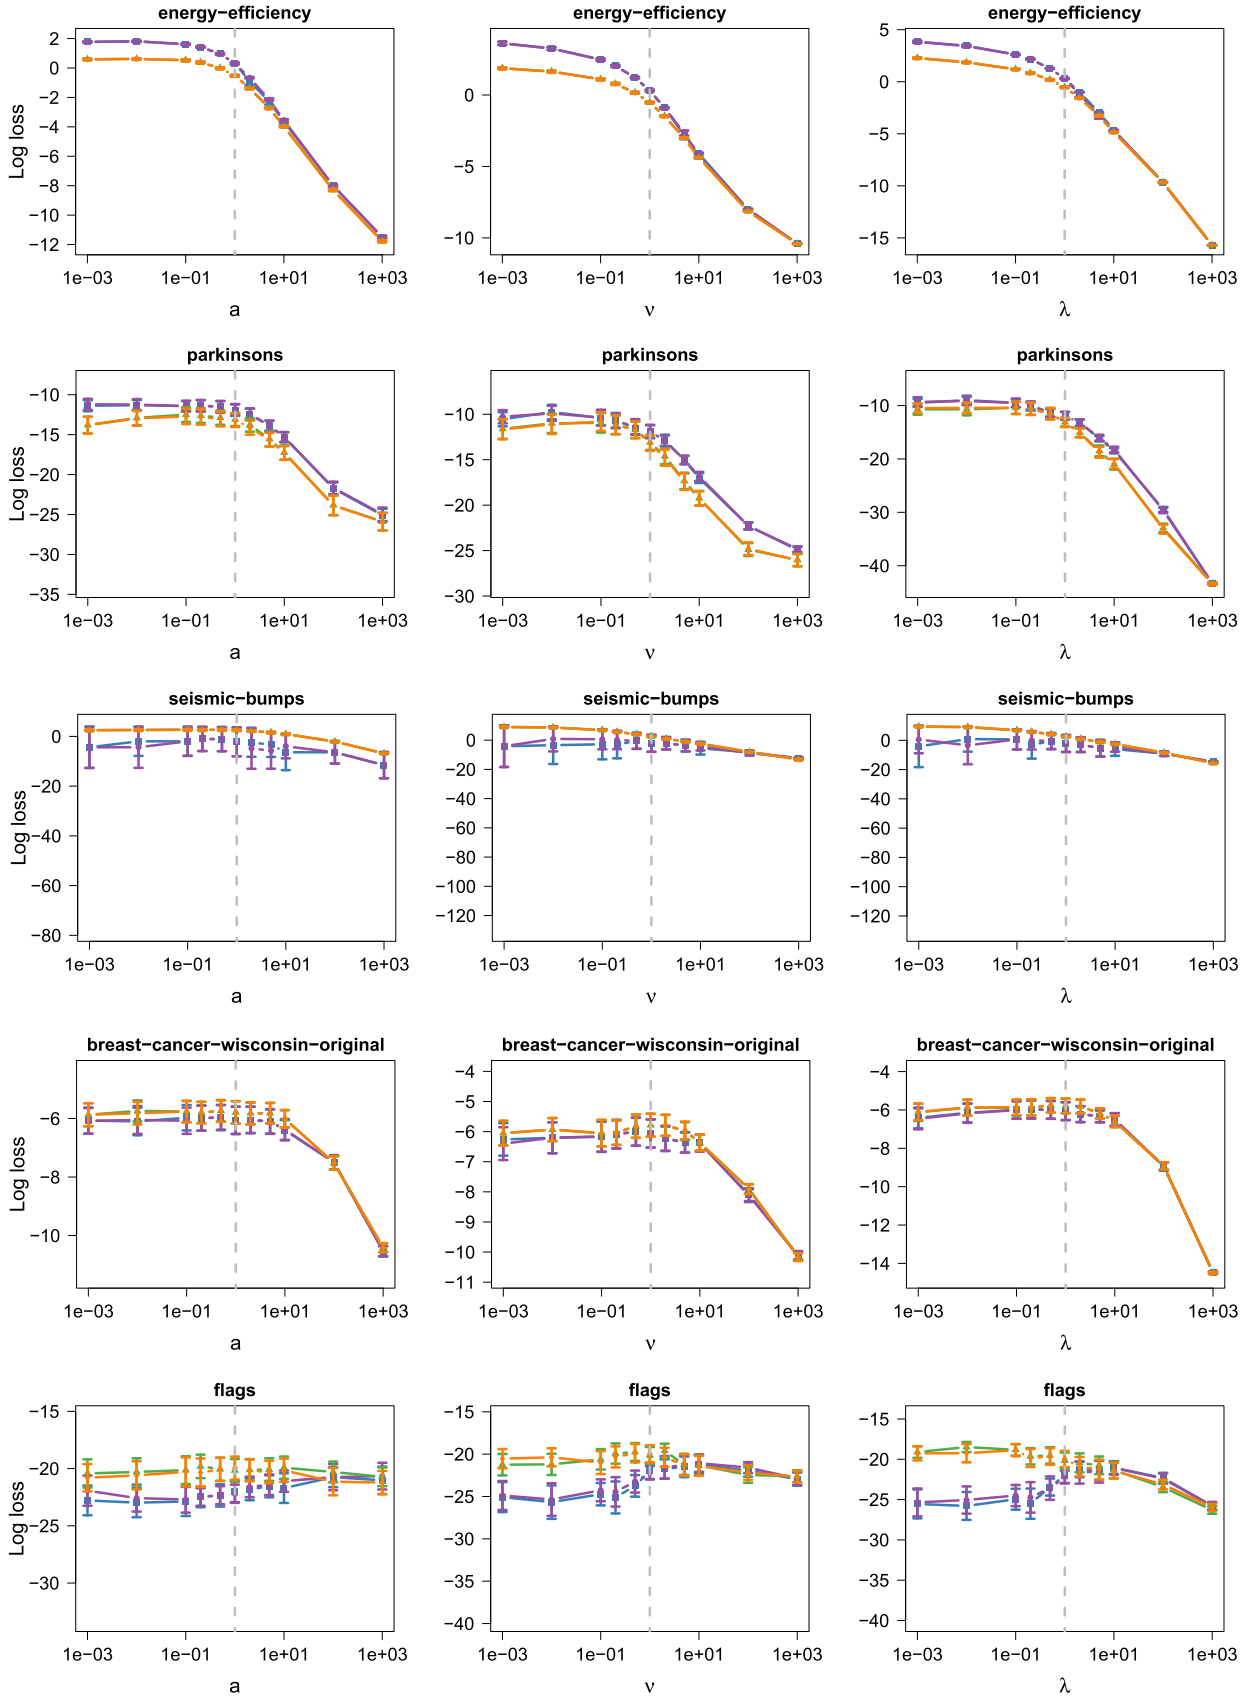 energy−efficiency
energy−efficiency
energy−efficiency
Log loss
2
0
−2
−4
−6
−8
−10
−12
0
−5
−10
5
0
−5
−10
−15
1e−03 1e−01 1e+01 1e+03
1e−03 1e−01 1e+01 1e+03
1e−03 1e−01 1e+01 1e+03
a
ν
λ
parkinsons
parkinsons
parkinsons
Log loss
−10
−15
−20
−25
−30
−35
−10
−15
−20
−25
−30
−10
−20
−30
−40
1e−03 1e−01 1e+01 1e+03
1e−03 1e−01 1e+01 1e+03
1e−03 1e−01 1e+01 1e+03
a
ν
λ
seismic−bumps
seismic−bumps
seismic−bumps
Log loss
0
−20
−40
−60
−80
0
−20
−40
−60
−80
−100
−120
0
−20
−40
−60
−80
−100
−120
1e−03 1e−01 1e+01 1e+03
1e−03 1e−01 1e+01 1e+03
1e−03 1e−01 1e+01 1e+03
a
ν
λ
breast−cancer−wisconsin−original
breast−cancer−wisconsin−original
breast−cancer−wisconsin−original
Log loss
−6
−8
−10
−4
−5
−6
−7
−8
−9
−10
−11
−4
−6
−8
−10
−12
−14
1e−03 1e−01 1e+01 1e+03
1e−03 1e−01 1e+01 1e+03
1e−03 1e−01 1e+01 1e+03
a
ν
λ
flags
flags
flags
Log loss
−15
−20
−25
−30
−15
−20
−25
−30
−35
−40
−15
−20
−25
−30
−35
−40
1e−03 1e−01 1e+01 1e+03
1e−03 1e−01 1e+01 1e+03
1e−03 1e−01 1e+01 1e+03
a
ν
λ